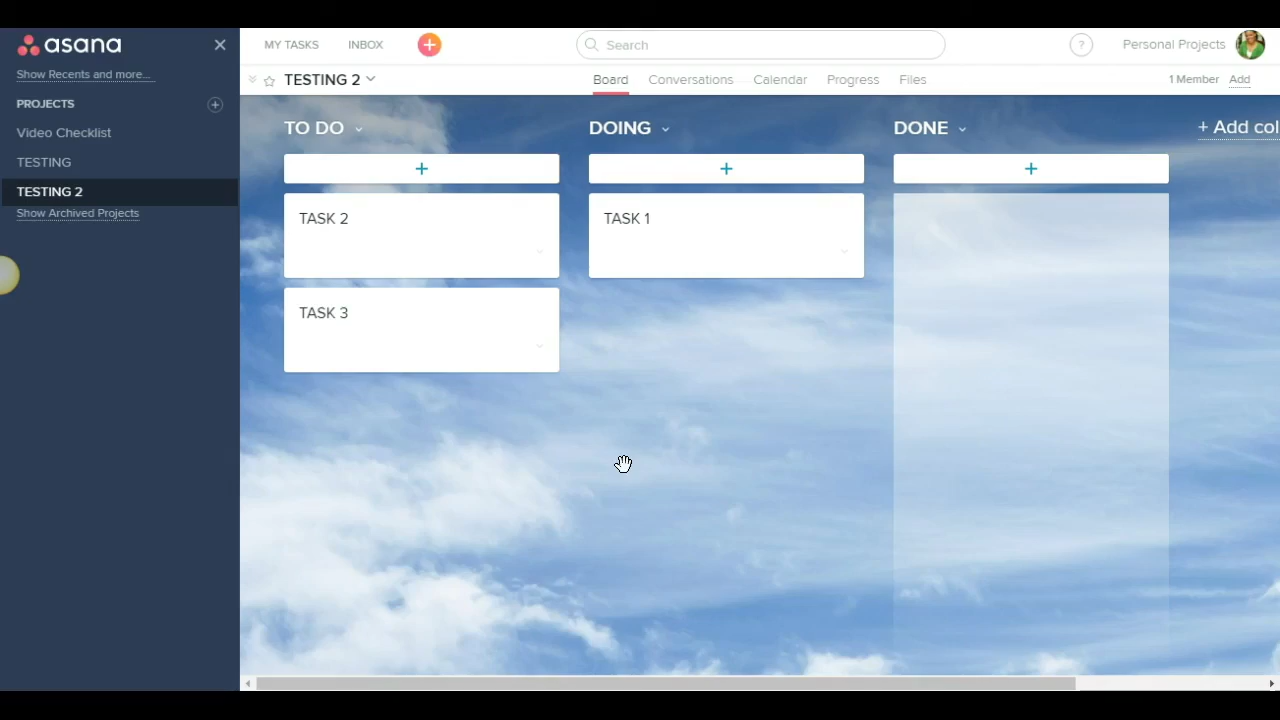 asana
Show Recents and more...
PROJECTS
Video Checklist
TESTING
TESTING 2
Show Archived Projects
MY TASKS
INBOX
Search
?
Personal Projects
TESTING 2
Board
Conversations
Calendar
Progress
Files
1 Member
Add
TO DO
DOING
DONE
+ Add col
+
+
+
TASK 2
TASK 1
TASK 3